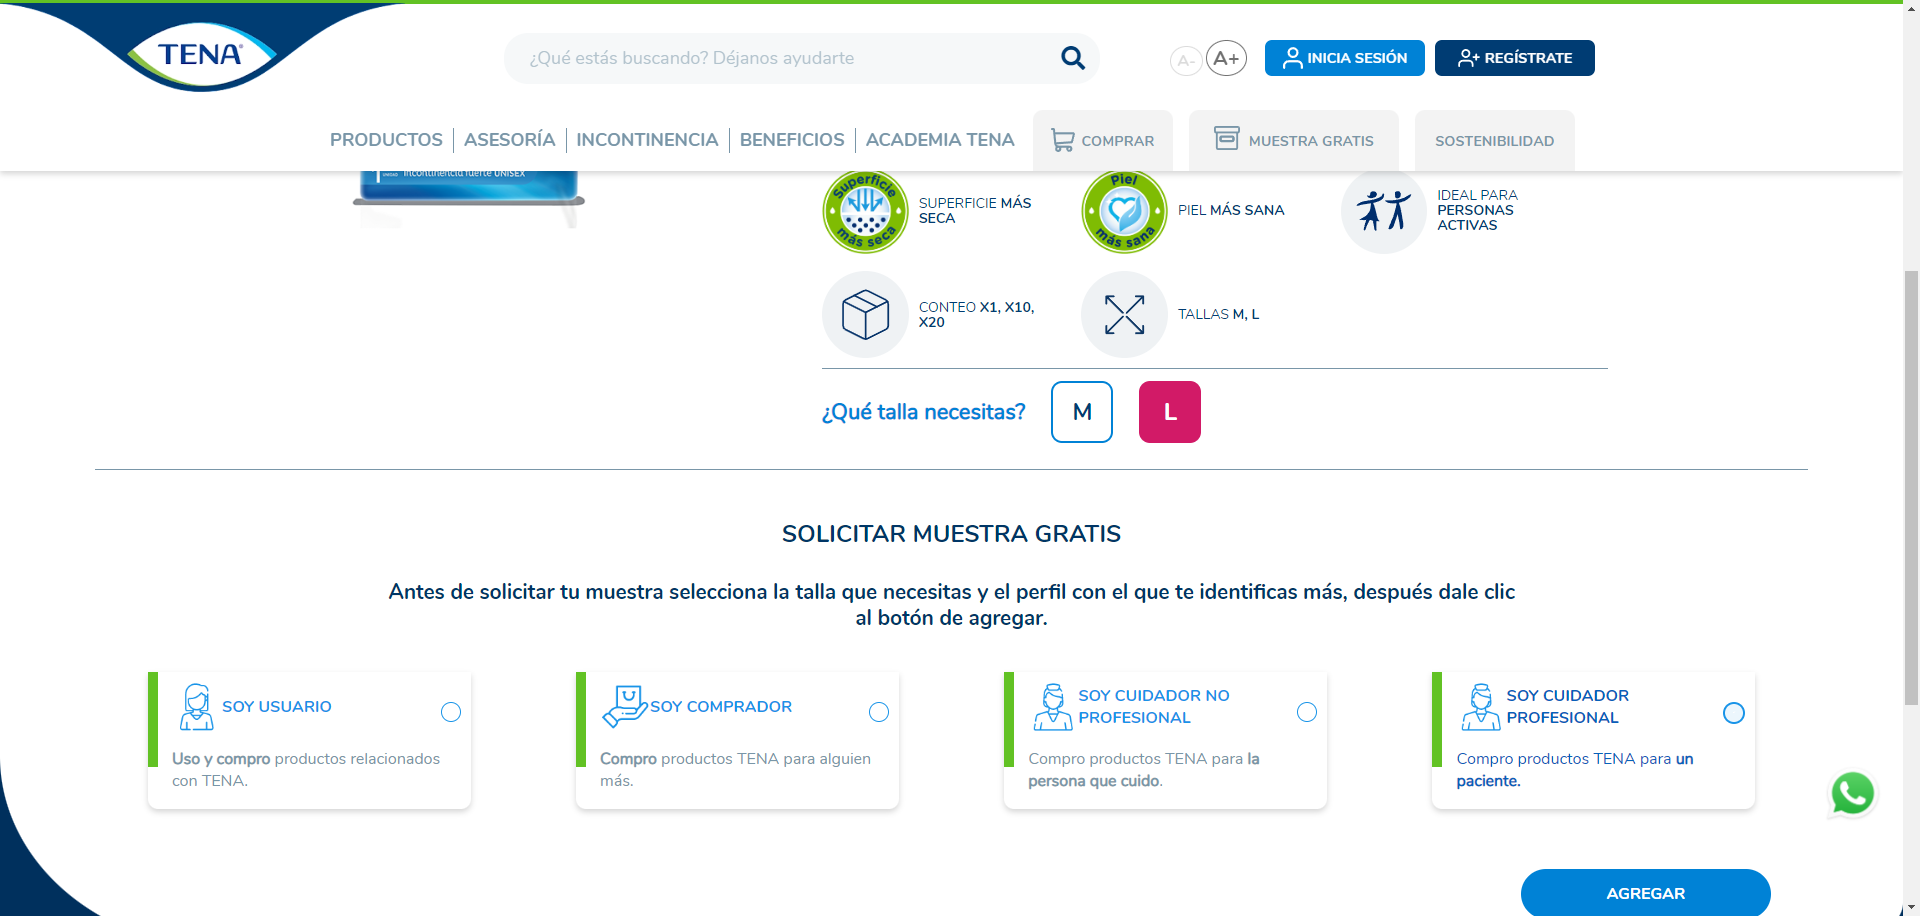 TENA
¿Qué estás buscando? Déjanos ayudarte
A-
A+
INICIA SESIÓN
REGÍSTRATE
PRODUCTOS
ASESORÍA
INCONTINENCIA
BENEFICIOS
ACADEMIA TENA
COMPRAR
MUESTRA GRATIS
SOSTENIBILIDAD
Incontinencia fuerte UNISEX
Superficie
más seca
SUPERFICIE MÁS
SECA
Piel
más sana
PIEL MÁS SANA
IDEAL PARA
PERSONAS
ACTIVAS
CONTEO X1, X10,
X20
TALLAS M, L
¿Qué talla necesitas?
M
L
SOLICITAR MUESTRA GRATIS
Antes de solicitar tu muestra selecciona la talla que necesitas y el perfil con el que te identificas más, después dale clic
al botón de agregar.
SOY USUARIO
Uso y compro productos relacionados
con TENA.
SOY COMPRADOR
Compro productos TENA para alguien
más.
SOY CUIDADOR NO
PROFESIONAL
Compro productos TENA para la
persona que cuido.
SOY CUIDADOR
PROFESIONAL
Compro productos TENA para un
paciente.
AGREGAR